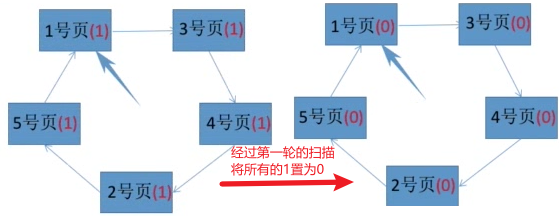 1号页(1)
3号页(1)
5号页(1)
4号页(1)
2号页(1)
经过第一轮的扫描
将所有的1置为0
1号页(0)
3号页(0)
5号页(0)
4号页(0)
2号页(0)